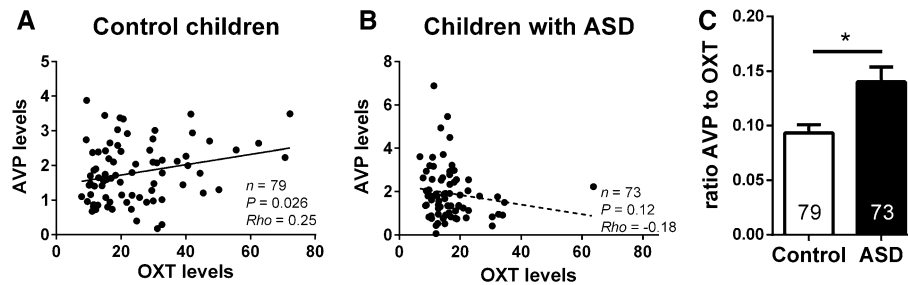 A
Control children
AVP levels
5
4
3
2
1
0
0
20
40
60
80
OXT levels
n = 79
P = 0.026
Rho = 0.25
B
Children with ASD
AVP levels
8
6
4
2
0
0
20
40
60
80
OXT levels
n = 73
P = 0.12
Rho = -0.18
C
ratio AVP to OXT
0.20
0.15
0.10
0.05
0.00
*
79
73
Control
ASD